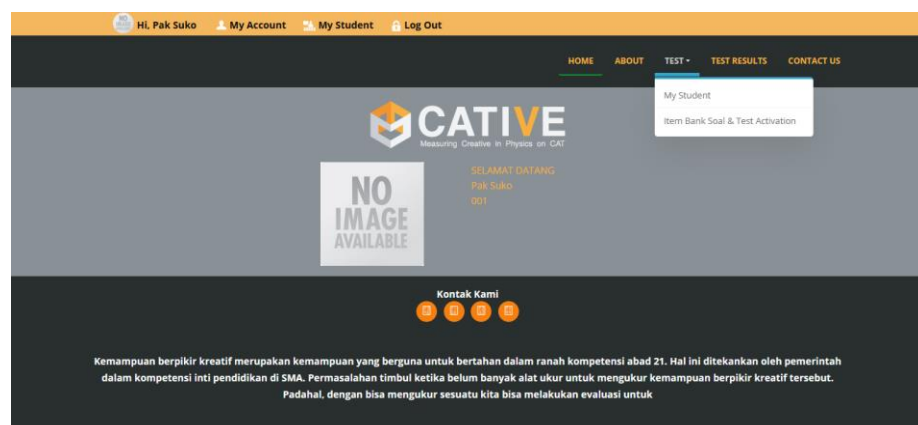 Hi, Pak Suko My Account My Student Log Out
HOME ABOUT TEST TEST RESULTS CONTACT US
My Student
Item Bank Soal & Test Activation
CATIVE
Measuring Creative in Physics on CAT
NO
IMAGE
AVAILABLE
SELAMAT DATANG
Pak Suko
001
Kontak Kami
Kemampuan berpikir kreatif merupakan kemampuan yang berguna untuk bertahan dalam ranah kompetensi abad 21. Hal ini ditekankan oleh pemerintah
dalam kompetensi inti pendidikan di SMA. Permasalahan timbul ketika belum banyak alat ukur untuk mengukur kemampuan berpikir kreatif tersebut.
Padahal, dengan bisa mengukur sesuatu kita bisa melakukan evaluasi untuk